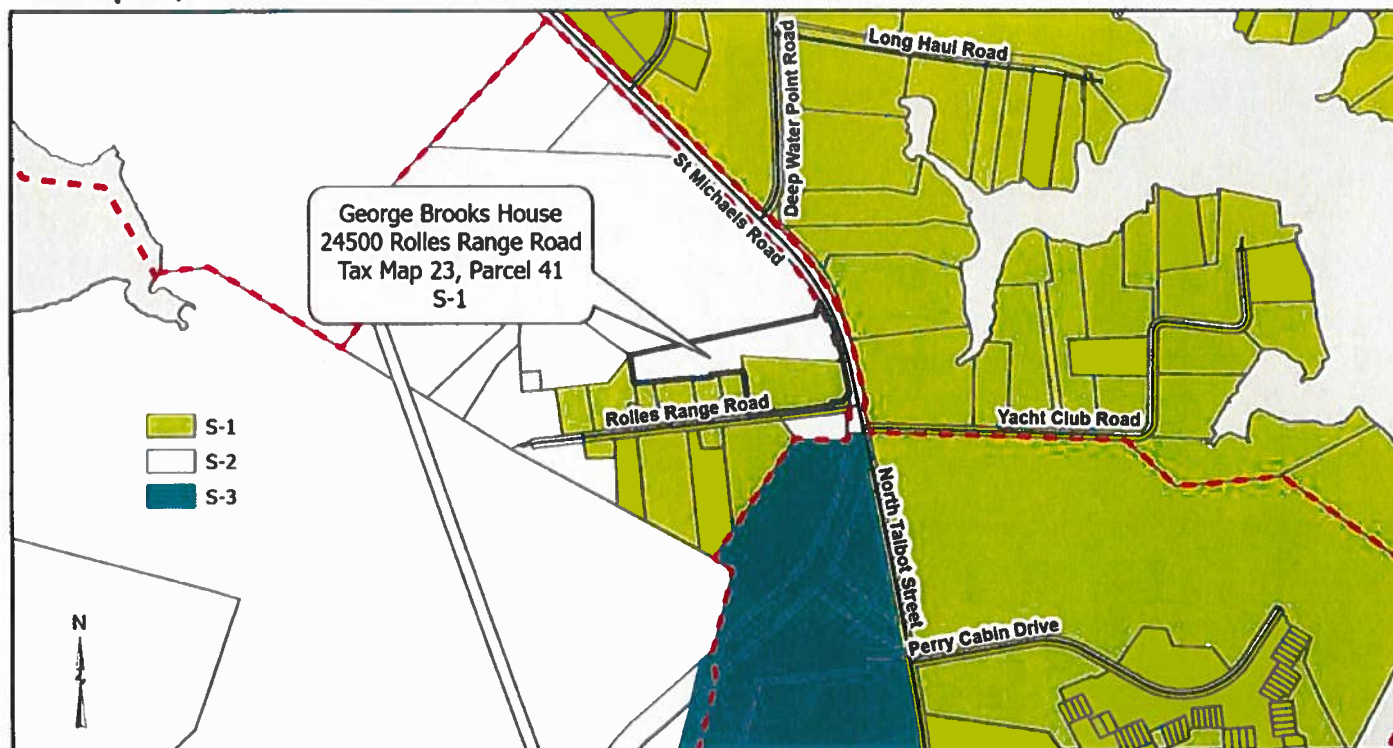 Long Haul Road
Deep Water Point Road
St Michaels Road
George Brooks House
24500 Rolles Range Road
Tax Map 23, Parcel 41
S-1
Rolles Range Road
Yacht Club Road
S-1
S-2
S-3
North Talbot Street
Perry Cabin Drive
N